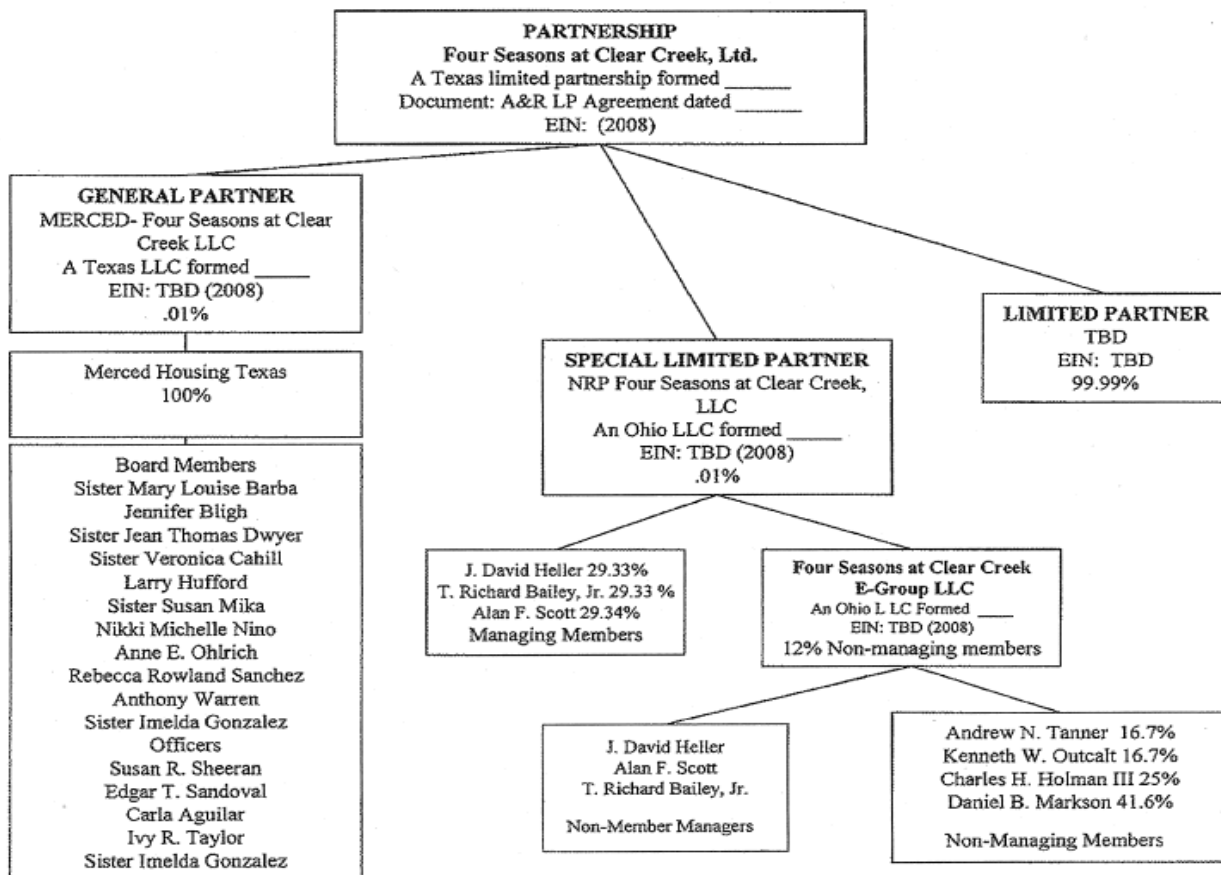 PARTNERSHIP
Four Seasons at Clear Creek, Ltd.
A Texas limited partnership formed ______
Document: A&R LP Agreement dated ______
EIN: (2008)
GENERAL PARTNER
MERCED- Four Seasons at Clear
Creek LLC
A Texas LLC formed _____
EIN: TBD (2008)
.01%
Merced Housing Texas
100%
Board Members
Sister Mary Louise Barba
Jennifer Bligh
Sister Jean Thomas Dwyer
Sister Veronica Cahill
Larry Hufford
Sister Susan Mika
Nikki Michelle Nino
Anne E. Ohlrich
Rebecca Rowland Sanchez
Anthony Warren
Sister Imelda Gonzalez
Officers
Susan R. Sheeran
Edgar T. Sandoval
Carla Aguilar
Ivy R. Taylor
Sister Imelda Gonzalez
SPECIAL LIMITED PARTNER
NRP Four Seasons at Clear Creek,
LLC
An Ohio LLC formed _____
EIN: TBD (2008)
.01%
LIMITED PARTNER
TBD
EIN: TBD
99.99%
J. David Heller 29.33%
T. Richard Bailey, Jr. 29.33 %
Alan F. Scott 29.34%
Managing Members
Four Seasons at Clear Creek
E-Group LLC
An Ohio L LC Formed ____
EIN: TBD (2008)
12% Non-managing members
J. David Heller
Alan F. Scott
T. Richard Bailey, Jr.
Non-Member Managers
Andrew N. Tanner 16.7%
Kenneth W. Outcalt 16.7%
Charles H. Holman III 25%
Daniel B. Markson 41.6%
Non-Managing Members